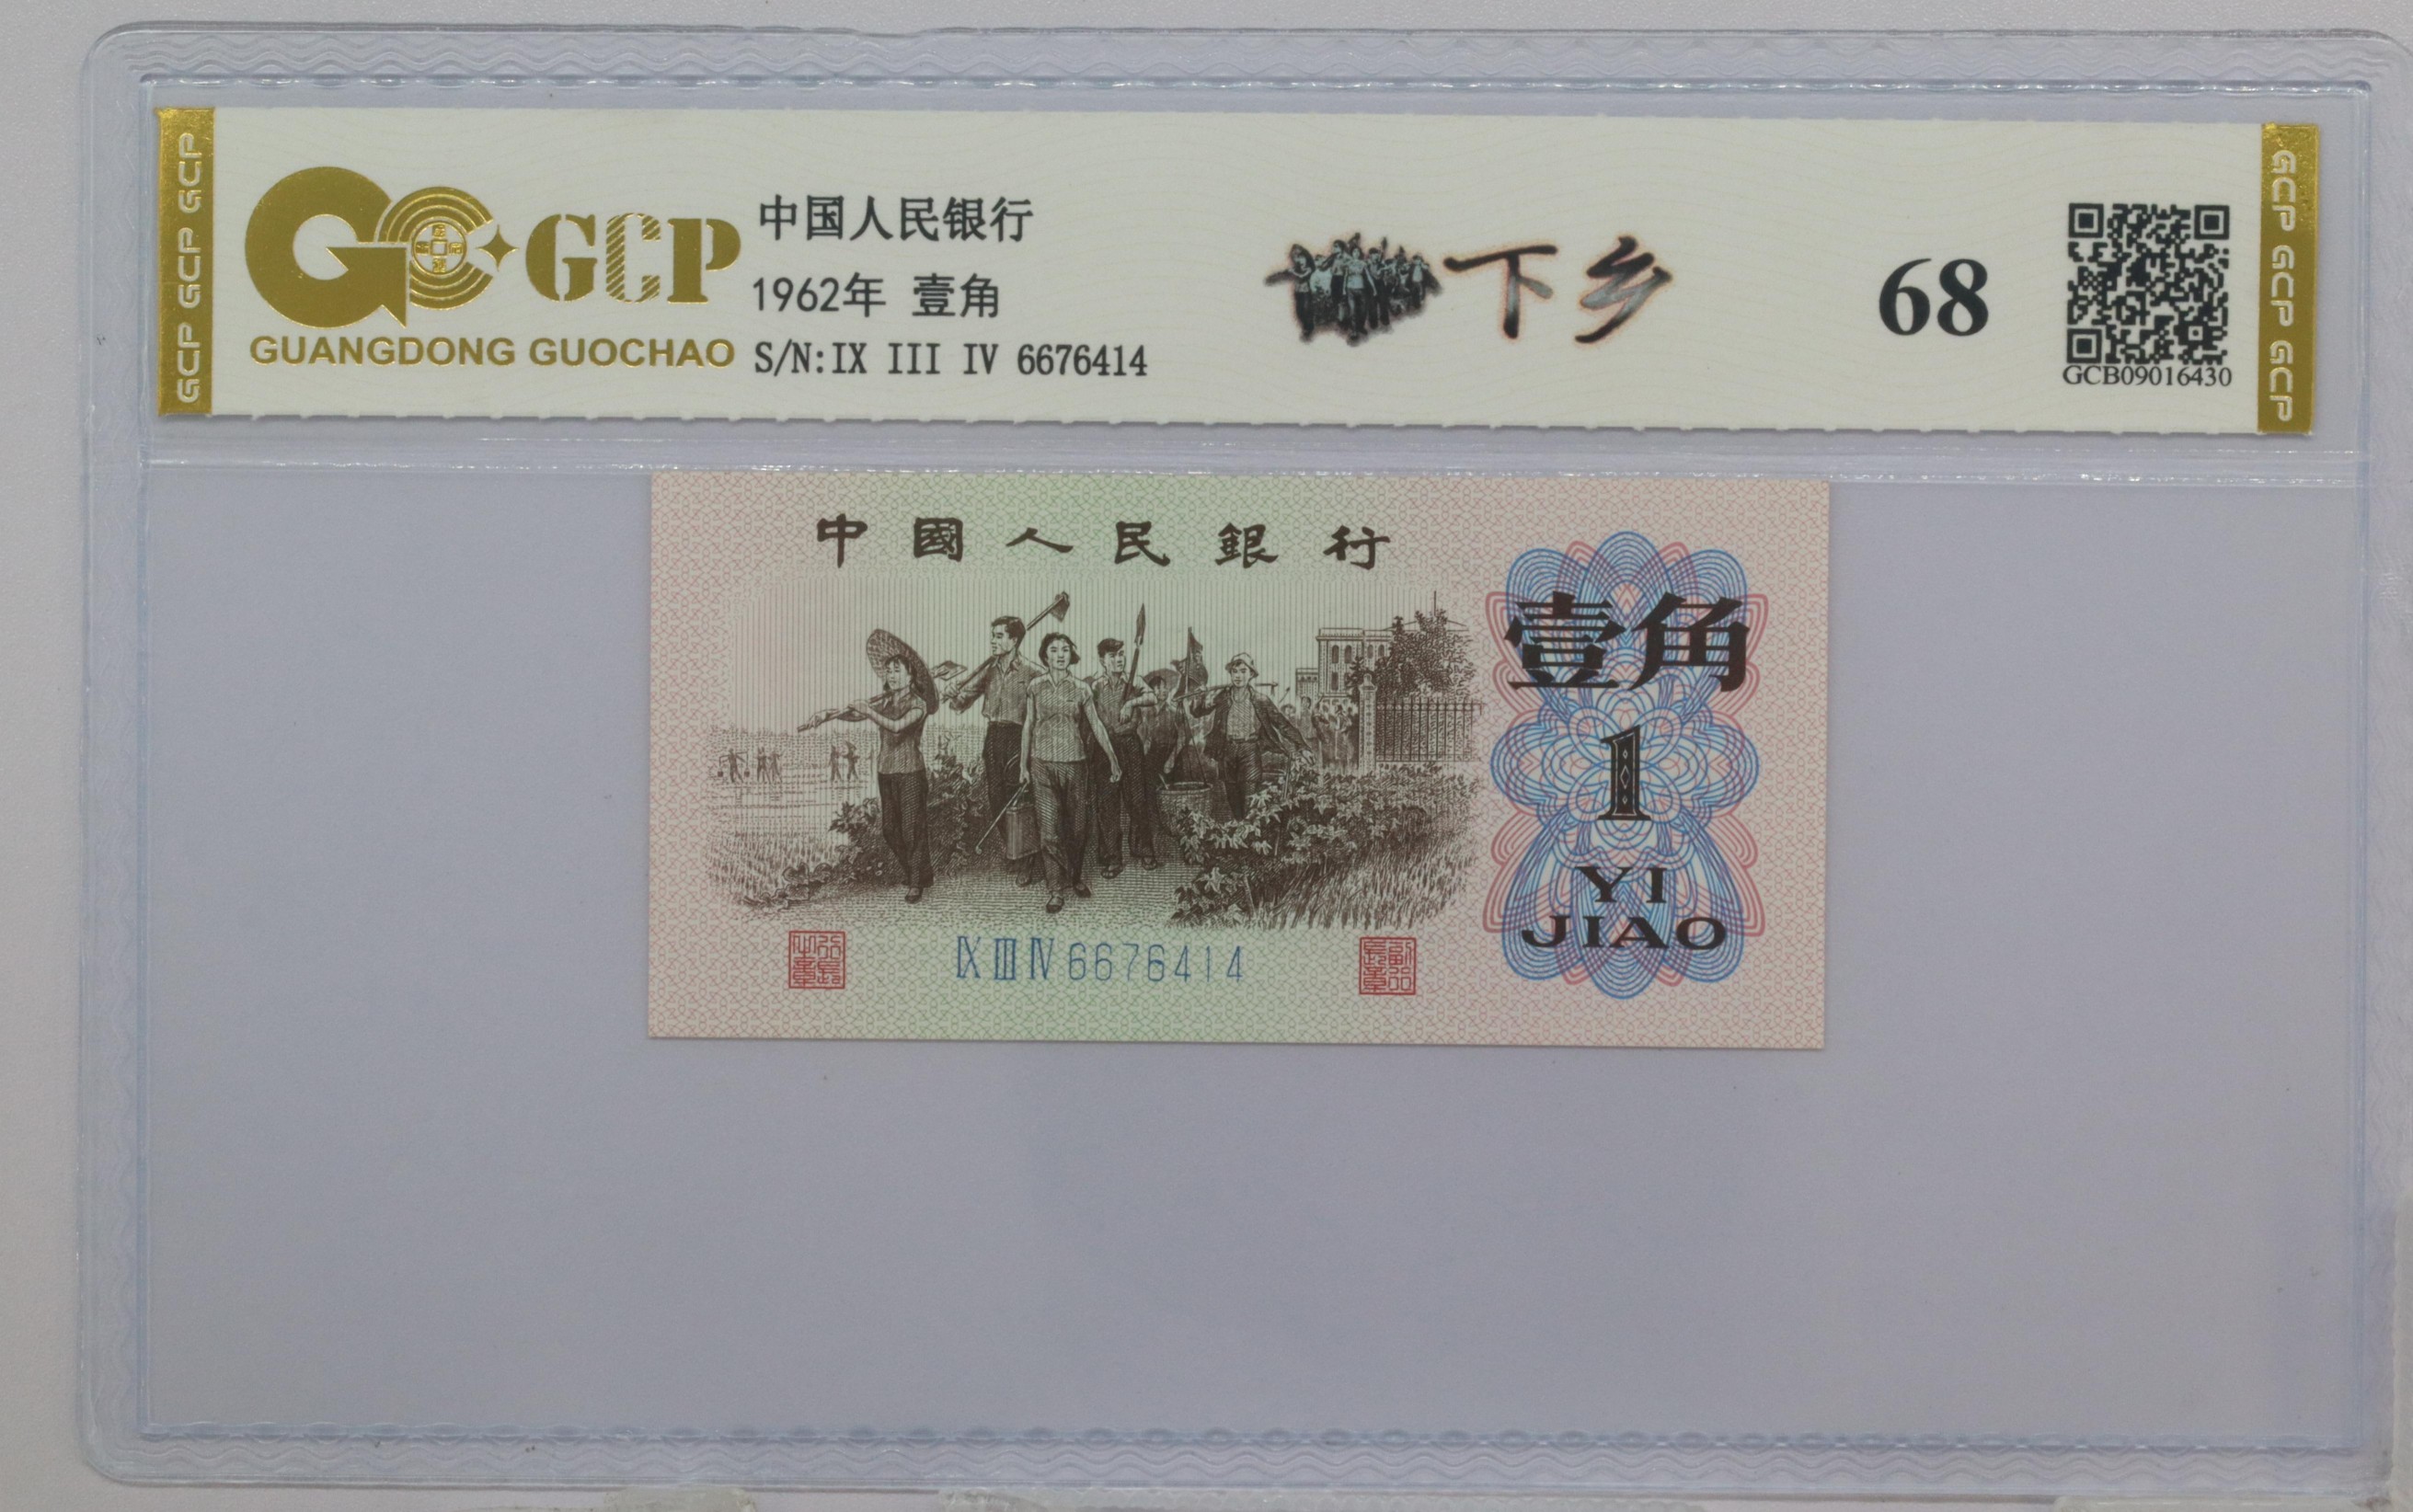 GCP GCP GCP
GCP
GUANGDONG GUOCHAO
中国人民银行
1962年 壹角
S/N:IX III IV 6676414
下乡
68
GCB09016430
GCP GCP GCP
中國人民銀行
壹角
1
YI
JIAO
IX III IV 6676414